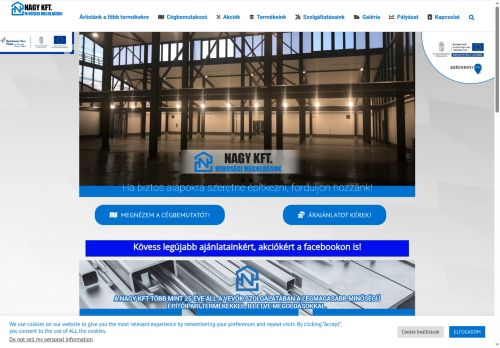 NAGY KFT.
MINŐSÉGI MEGOLDÁSOK
Árlistánk a főbb termékekre
Cégbemutakozó
Akciók
Termékeink
Szolgáltatásaink
Galéria
Pályázat
Kapcsolat
SZÉCHENYI
NAGY KFT.
MINŐSÉGI MEGOLDÁSOK
Ha biztos alapokra szeretne építkezni, forduljon hozzánk!
MEGNÉZEM A CÉGBEMUTATÓT!
ÁRAJÁNLATOT KÉREK!
Kövess legújabb ajánlatainkért, akciókért a facebookon is!
A NAGY KFT TÖBB MINT 25 ÉVE ÁLL A VEVŐK SZOLGÁLATÁBAN A LEGMAGASABB MINŐSÉGŰ
ÉPÍTŐIPARI TERMÉKEKKEL, ILLETVE MEGOLDÁSOKKAL.
We use cookies on our website to give you the most relevant experience by remembering your preferences and repeat visits. By clicking "Accept",
you consent to the use of ALL the cookies.
Do not sell my personal information.
Cookie beállítások
ELFOGADOM